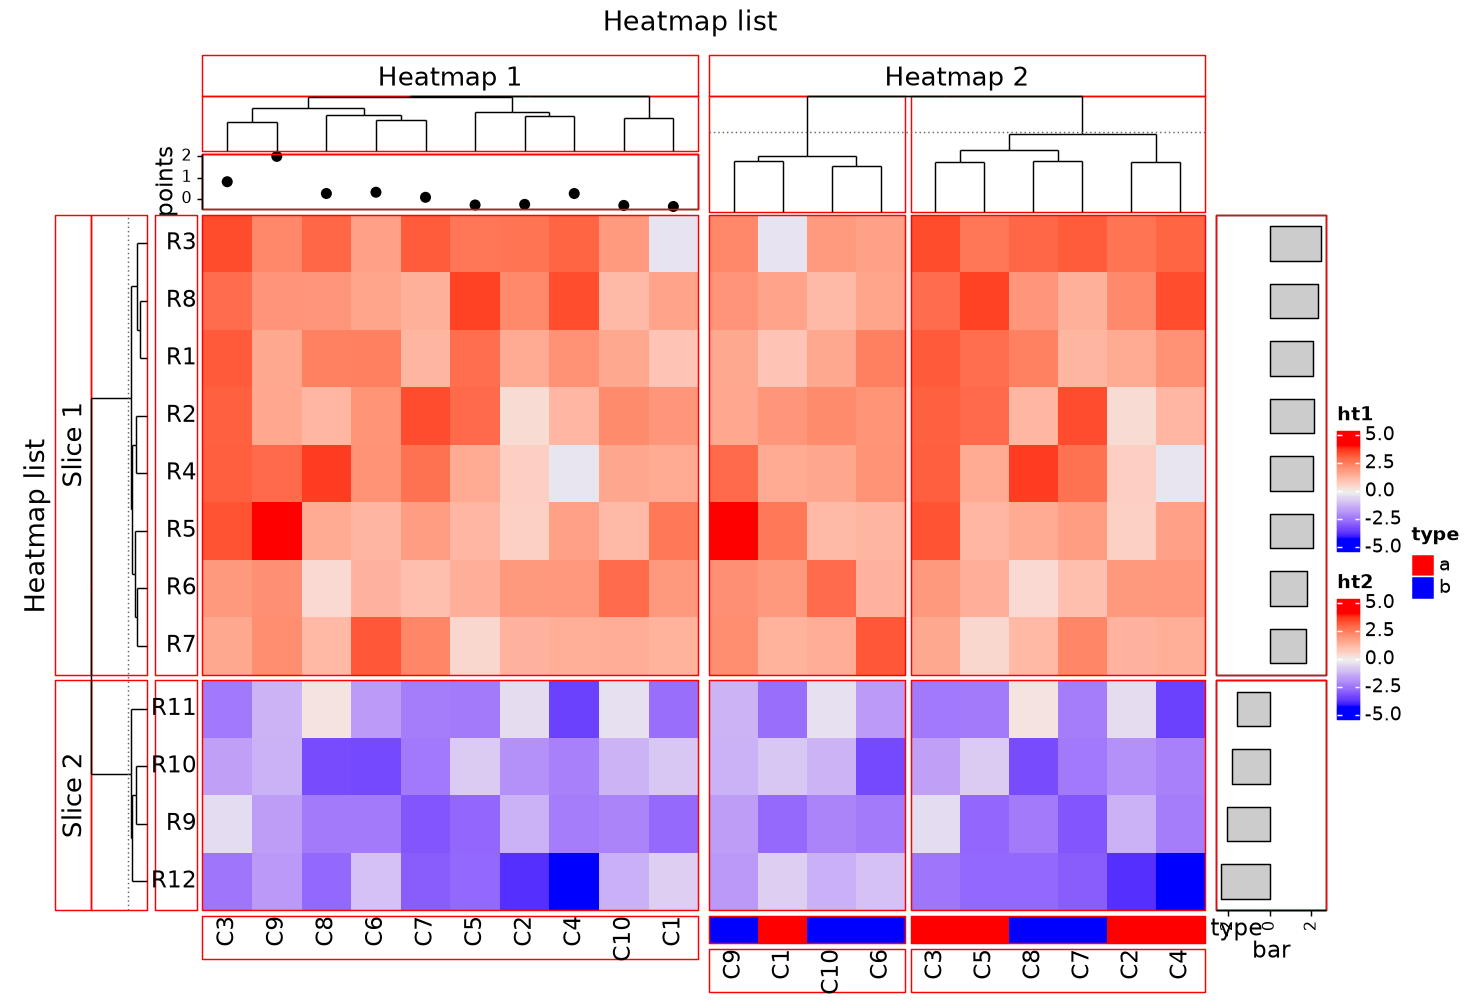 Heatmap list
Heatmap 1
Heatmap 2
points
2
1
0
Heatmap list
Slice 1
R3
R8
R1
R2
R4
R5
R6
R7
Slice 2
R11
R10
R9
R12
C3 C9 C8 C6 C7 C5 C2 C4 C10 C1
type
C9 C1 C10 C6 C3 C5 C8 C7 C2 C4
-2 0 2
bar
ht1
5.0
2.5
0.0
-2.5
-5.0
ht2
5.0
2.5
0.0
-2.5
-5.0
type
a
b